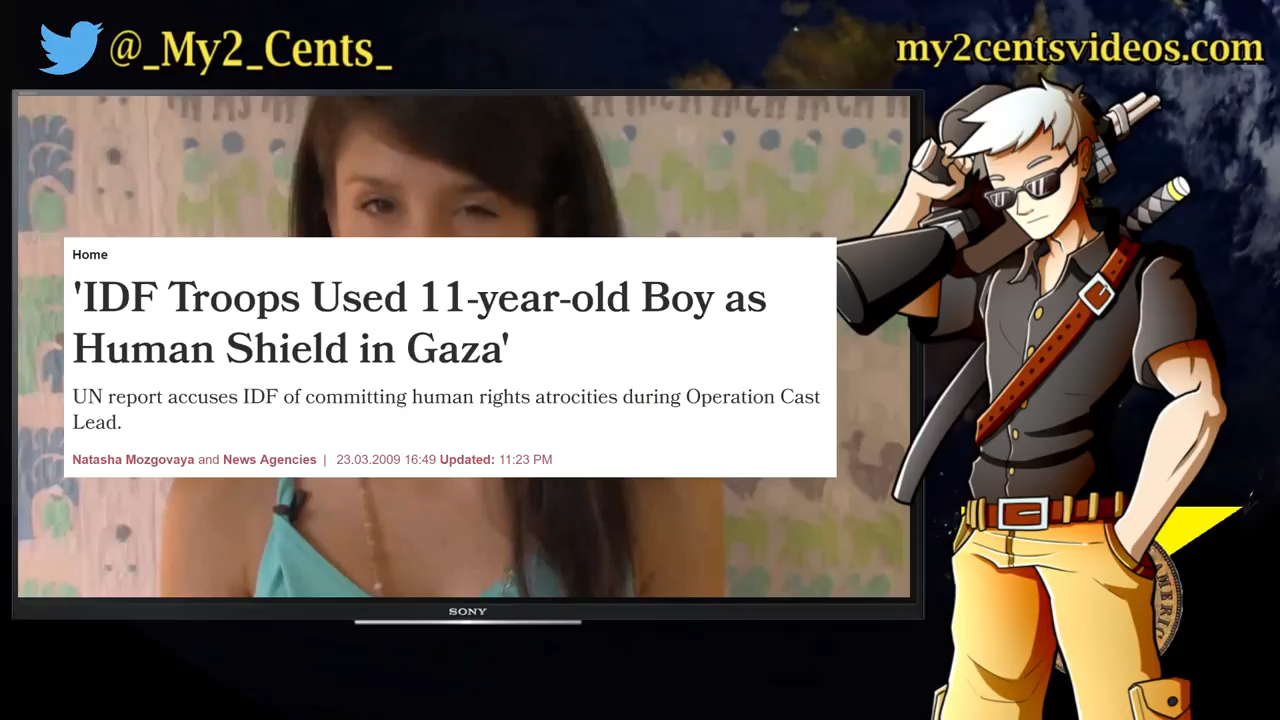 @_My2_Cents_
my2centsvideos.com
Home
'IDF Troops Used 11-year-old Boy as
Human Shield in Gaza'
UN report accuses IDF of committing human rights atrocities during Operation Cast
Lead.
Natasha Mozgovaya and News Agencies | 23.03.2009 16:49 Updated: 11:23 PM
SONY